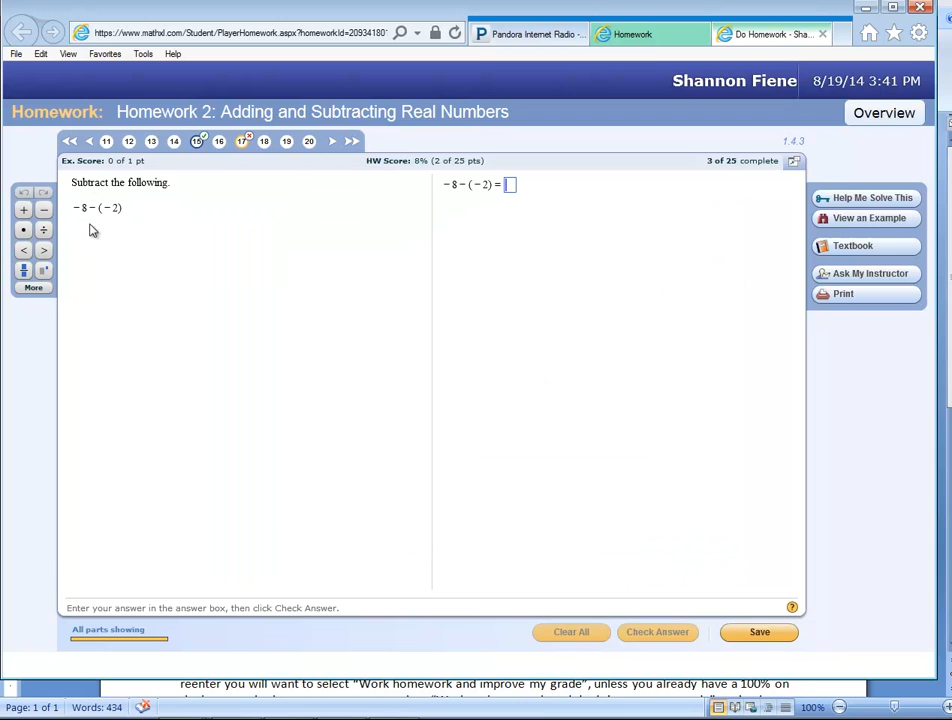 https://www.mathxl.com/Student/PlayerHomework.aspx?homeworkId=20934180
Pandora Internet Radio -...
Homework
Do Homework - Sha...
File Edit View Favorites Tools Help
Shannon Fiene 8/19/14 3:41 PM
Homework: Homework 2: Adding and Subtracting Real Numbers
Overview
11 12 13 14 15 16 17 18 19 20
1.4.3
Ex. Score: 0 of 1 pt HW Score: 8% (2 of 25 pts) 3 of 25 complete
Subtract the following.
− 8 − ( − 2)
− 8 − ( − 2) =
+ −
• ÷
< >
More
Help Me Solve This
View an Example
Textbook
Ask My Instructor
Print
Enter your answer in the answer box, then click Check Answer.
?
All parts showing
Clear All Check Answer Save
reenter you will want to select "Work homework and improve my grade", unless you already have a 100% on
Page: 1 of 1 Words: 434 100%